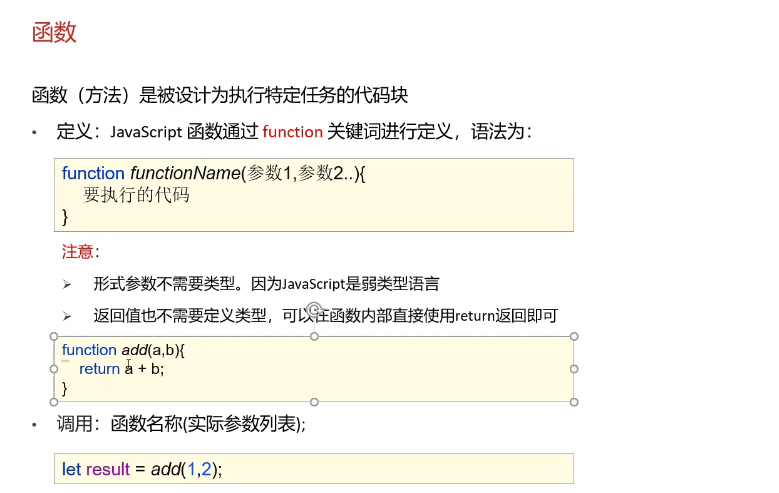 函数
函数（方法）是被设计为执行特定任务的代码块
• 定义：JavaScript 函数通过 function 关键词进行定义，语法为：
function functionName(参数1,参数2..){
要执行的代码
}
注意：
➢ 形式参数不需要类型。因为JavaScript是弱类型语言
➢ 返回值也不需要定义类型，可以在函数内部直接使用return返回即可
function add(a,b){
return a + b;
}
• 调用：函数名称(实际参数列表);
let result = add(1,2);